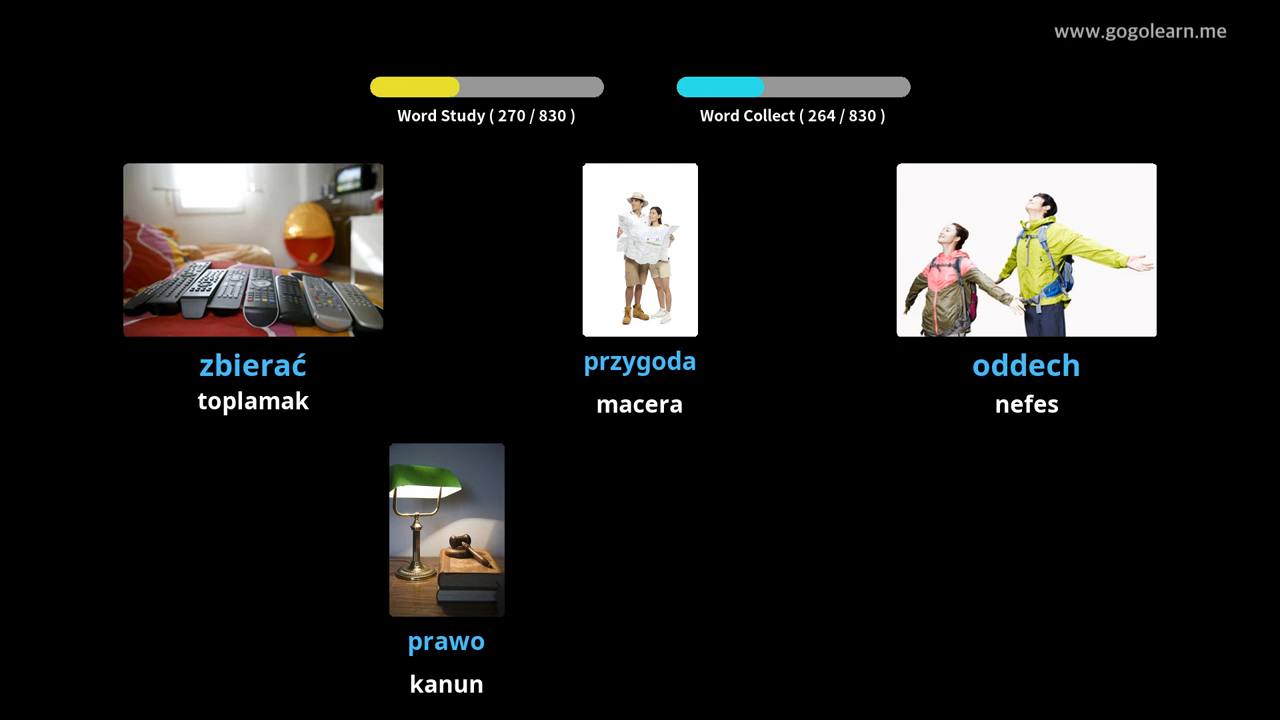 www.gogolearn.me
Word Study ( 270 / 830 )
Word Collect ( 264 / 830 )
zbierać
toplamak
przygoda
macera
oddech
nefes
prawo
kanun